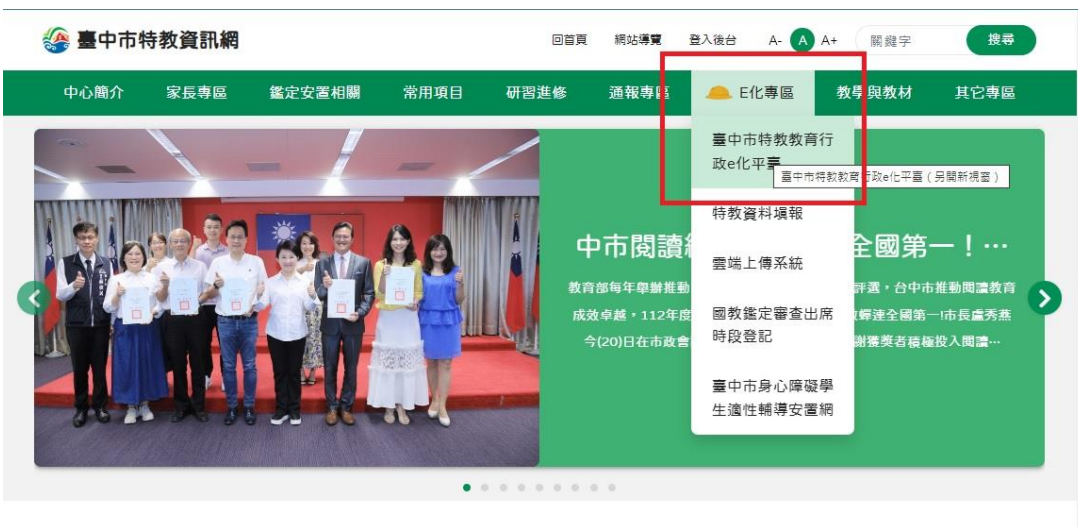 臺中市特教資訊網
回首頁 網站導覽 登入後台 A- A A+ 關鍵字 搜尋
中心簡介 家長專區 鑑定安置相關 常用項目 研習進修 通報專區 E化專區 教學與教材 其它專區
臺中市特教教育行
政e化平臺
臺中市特教教育行政e化平臺(另開新視窗)
特教資料填報
雲端上傳系統
國教鑑定審查出席
時段登記
臺中市身心障礙學
生適性輔導安置網
中市閱讀 全國第一！…
教育部每年舉辦推動 評選，台中市推動閱讀教育
成效卓越，112年度 蟬連全國第一!市長盧秀燕
今(20)日在市政會 謝獲獎者積極投入閱讀…